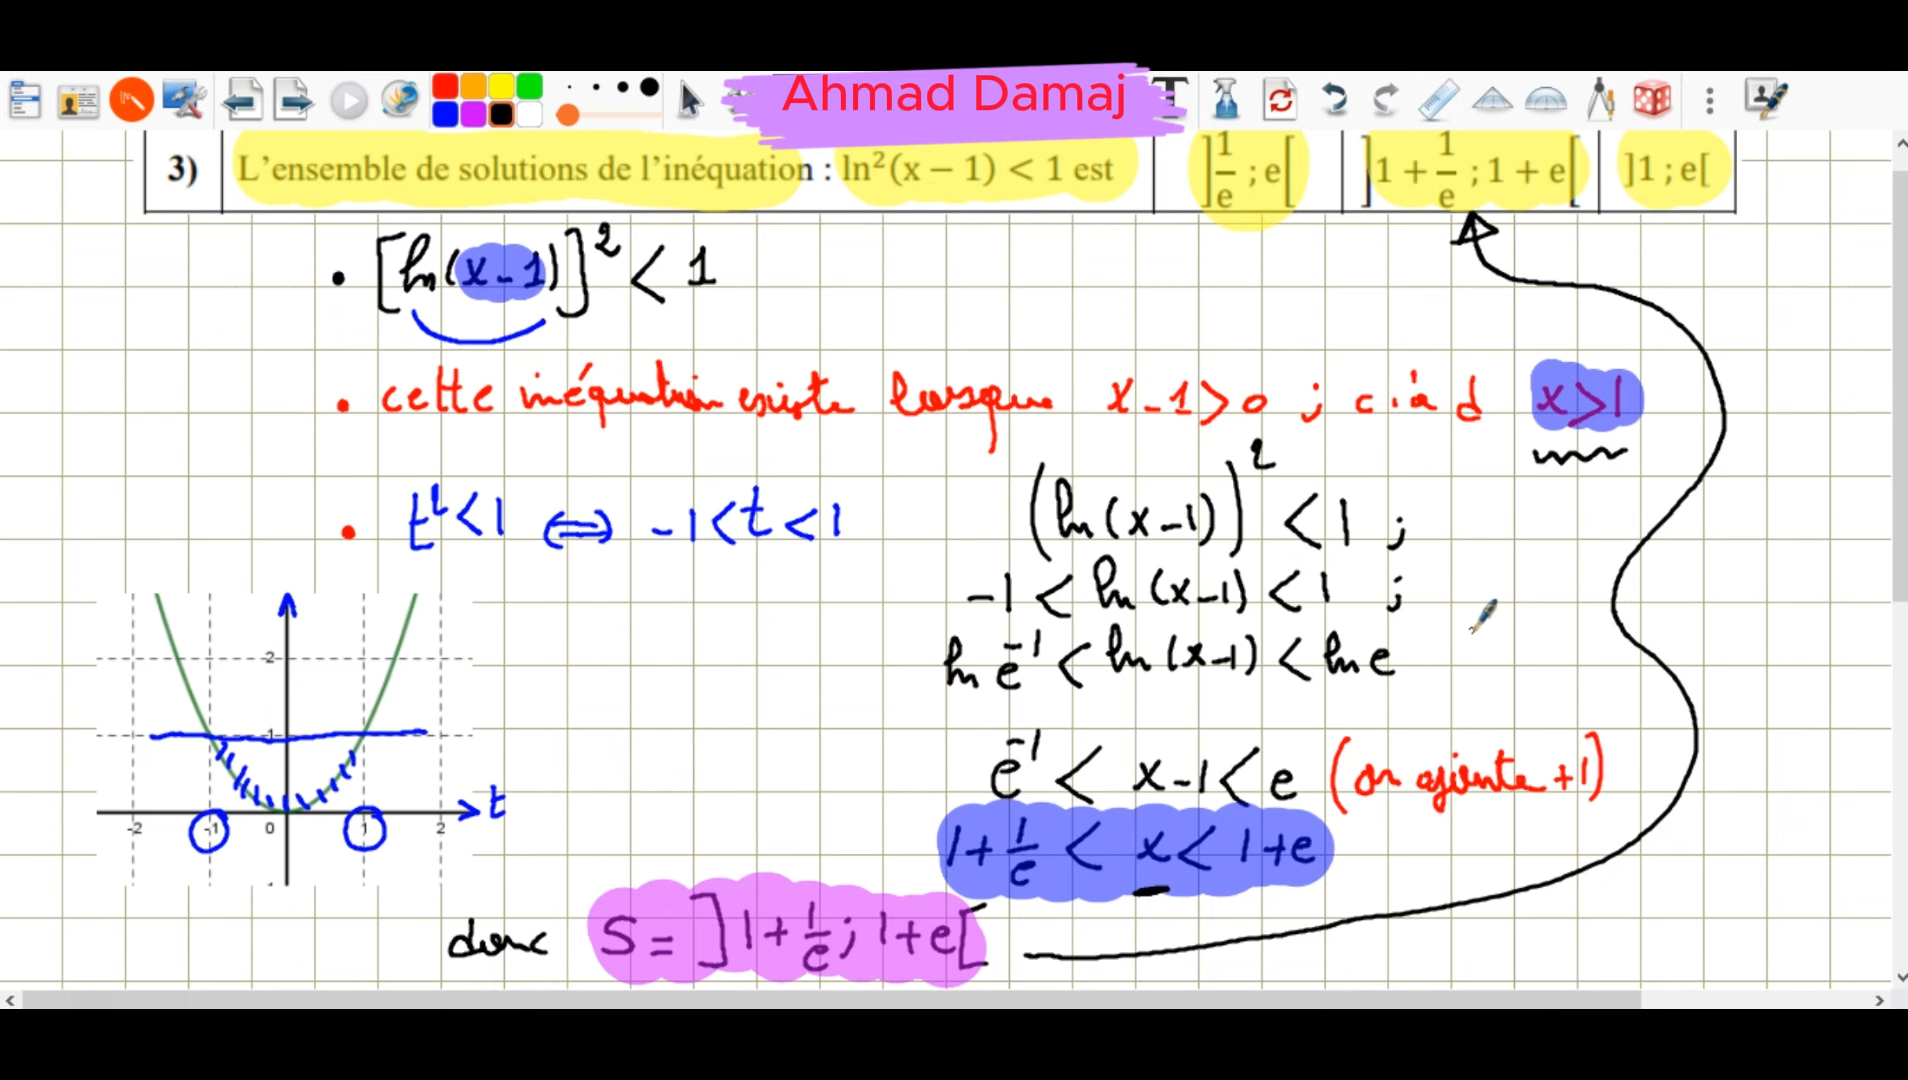 Ahmad Damaj
3) L'ensemble de solutions de l'inéquation : ln²(x − 1) < 1 est ]1/e ; e[ ]1 + 1/e ; 1 + e[ ]1 ; e[
• [ln(x-1)]² < 1
• cette inéquation existe lorsque x-1>0 ; c.à d x>1
• t²<1 ⟺ -1<t<1
(ln(x-1))² < 1 ;
-1 < ln(x-1) < 1 ;
ln e⁻¹ < ln(x-1) < ln e
e⁻¹ < x-1 < e (on ajoute +1)
1+1/e < x < 1+e
2
1
-2 -1 0 1 2 t
donc S = ]1+1/e ; 1+e[